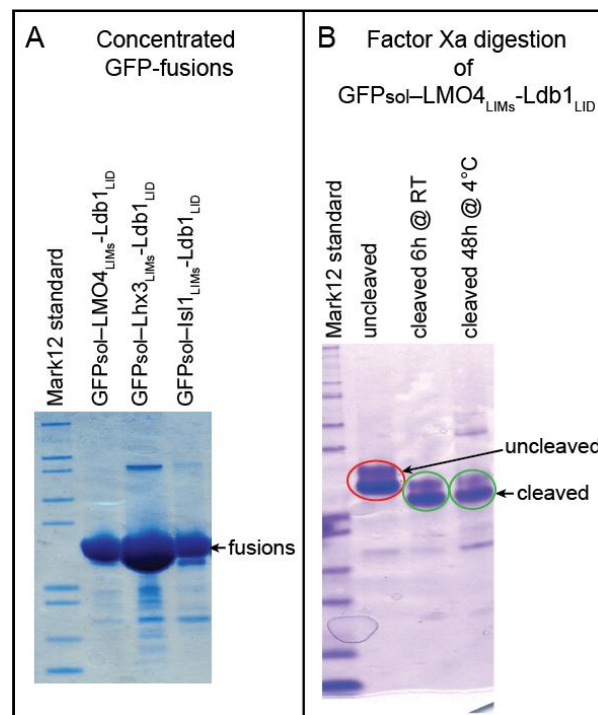 A
Concentrated
GFP-fusions
Mark12 standard
GFPsol–LMO4LIMs-Ldb1LID
GFPsol–Lhx3LIMs-Ldb1LID
GFPsol–Isl1LIMs-Ldb1LID
fusions
B
Factor Xa digestion
of
GFPsol–LMO4LIMs-Ldb1LID
Mark12 standard
uncleaved
cleaved 6h @ RT
cleaved 48h @ 4°C
uncleaved
cleaved